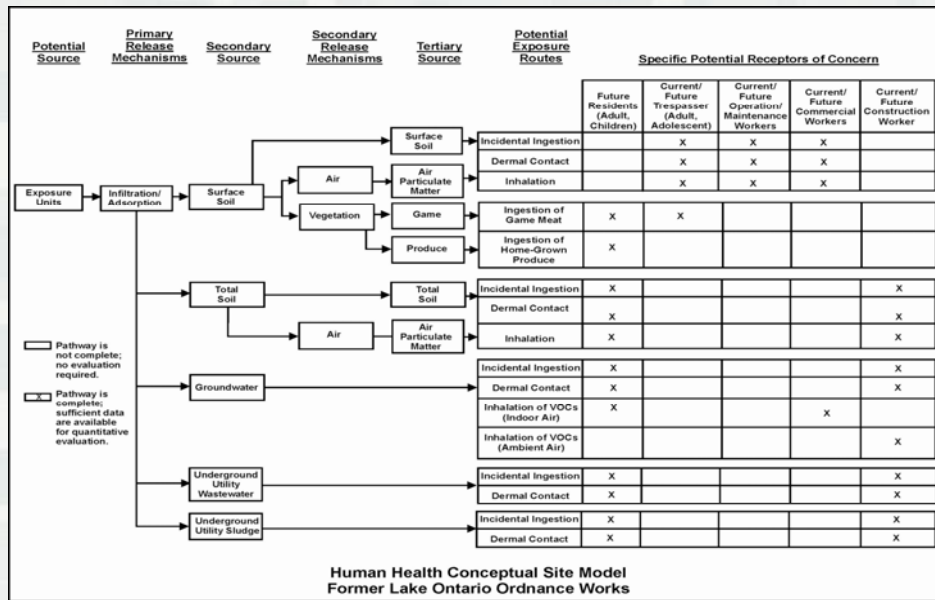 Potential
Source
Primary
Release
Mechanisms
Secondary
Source
Secondary
Release
Mechanisms
Tertiary
Source
Potential
Exposure
Routes
Specific Potential Receptors of Concern
Future
Residents
(Adult,
Children)
Current/
Future
Trespasser
(Adult,
Adolescent)
Current/
Future
Operation/
Maintenance
Workers
Current/
Future
Commercial
Workers
Current/
Future
Construction
Worker
Surface
Soil
Incidental Ingestion
X X X
Dermal Contact
X X X
Air
Air
Particulate
Matter
Inhalation
X X X
Exposure
Units
Infiltration/
Adsorption
Surface
Soil
Vegetation
Game
Ingestion of
Game Meat
X X
Produce
Ingestion of
Home-Grown
Produce
X
Total
Soil
Total
Soil
Incidental Ingestion
X X
Dermal Contact
X X
Air
Air
Particulate
Matter
Inhalation
X X
Pathway is
not complete;
no evaluation
required.
X Pathway is
complete;
sufficient data
are available
for quantitative
evaluation.
Groundwater
Incidental Ingestion
X X
Dermal Contact
X X
Inhalation of VOCs
(Indoor Air)
X X
Inhalation of VOCs
(Ambient Air)
X
Underground
Utility
Wastewater
Incidental Ingestion
X X
Dermal Contact
X X
Underground
Utility Sludge
Incidental Ingestion
X X
Dermal Contact
X X
Human Health Conceptual Site Model
Former Lake Ontario Ordnance Works